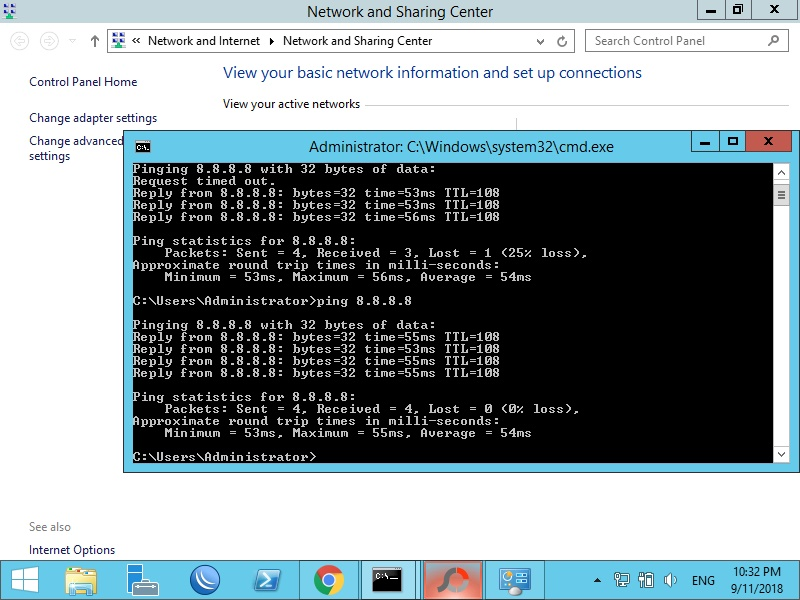 Network and Sharing Center
« Network and Internet ▸ Network and Sharing Center
Search Control Panel
Control Panel Home
Change adapter settings
Change advanced
settings
View your basic network information and set up connections
View your active networks
Administrator: C:\Windows\system32\cmd.exe
Pinging 8.8.8.8 with 32 bytes of data:
Request timed out.
Reply from 8.8.8.8: bytes=32 time=53ms TTL=108
Reply from 8.8.8.8: bytes=32 time=53ms TTL=108
Reply from 8.8.8.8: bytes=32 time=56ms TTL=108
Ping statistics for 8.8.8.8:
Packets: Sent = 4, Received = 3, Lost = 1 (25% loss),
Approximate round trip times in milli-seconds:
Minimum = 53ms, Maximum = 56ms, Average = 54ms
C:\Users\Administrator>ping 8.8.8.8
Pinging 8.8.8.8 with 32 bytes of data:
Reply from 8.8.8.8: bytes=32 time=55ms TTL=108
Reply from 8.8.8.8: bytes=32 time=53ms TTL=108
Reply from 8.8.8.8: bytes=32 time=55ms TTL=108
Reply from 8.8.8.8: bytes=32 time=55ms TTL=108
Ping statistics for 8.8.8.8:
Packets: Sent = 4, Received = 4, Lost = 0 (0% loss),
Approximate round trip times in milli-seconds:
Minimum = 53ms, Maximum = 55ms, Average = 54ms
C:\Users\Administrator>
See also
Internet Options
ENG
10:32 PM
9/11/2018